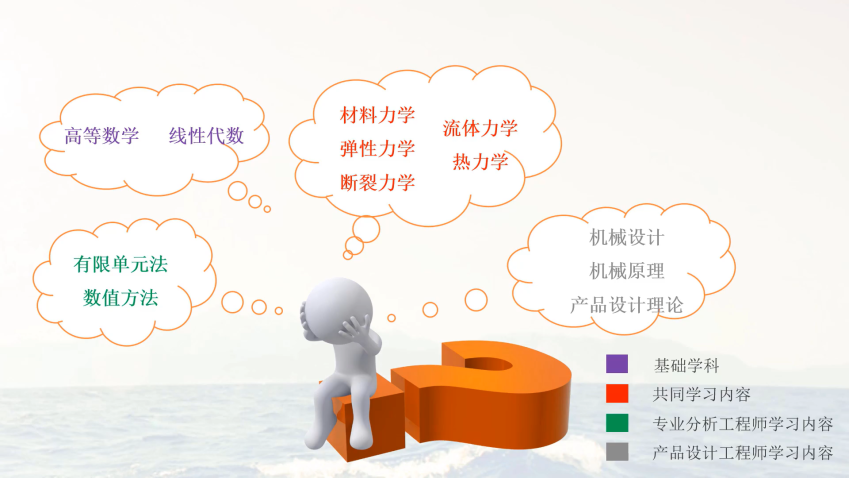 高等数学 线性代数
材料力学
弹性力学
断裂力学
流体力学
热力学
有限单元法
数值方法
机械设计
机械原理
产品设计理论
基础学科
共同学习内容
专业分析工程师学习内容
产品设计工程师学习内容